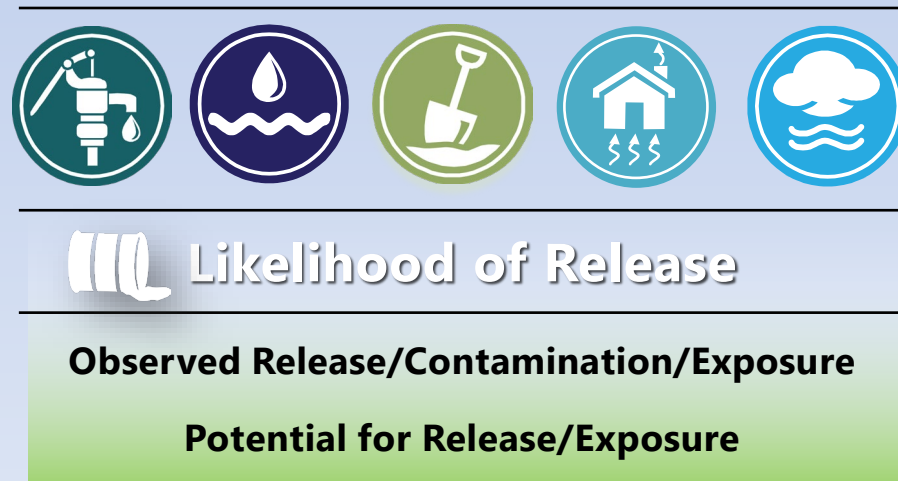 Likelihood of Release
Observed Release/Contamination/Exposure
Potential for Release/Exposure